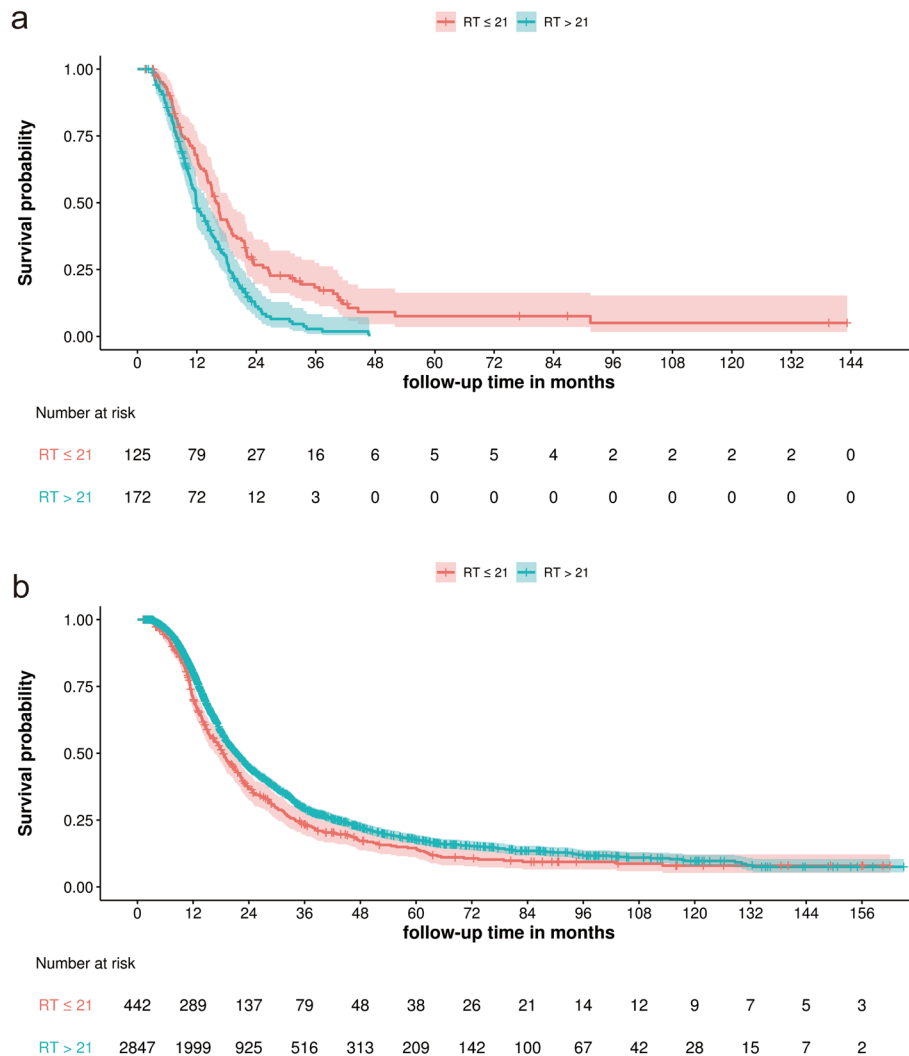 a
RT ≤ 21 RT > 21
1.00
0.75
0.50
0.25
0.00
Survival probability
0 12 24 36 48 60 72 84 96 108 120 132 144
follow-up time in months
Number at risk
RT ≤ 21 125 79 27 16 6 5 5 4 2 2 2 2 0
RT > 21 172 72 12 3 0 0 0 0 0 0 0 0 0
b
RT ≤ 21 RT > 21
1.00
0.75
0.50
0.25
0.00
Survival probability
0 12 24 36 48 60 72 84 96 108 120 132 144 156
follow-up time in months
Number at risk
RT ≤ 21 442 289 137 79 48 38 26 21 14 12 9 7 5 3
RT > 21 2847 1999 925 516 313 209 142 100 67 42 28 15 7 2